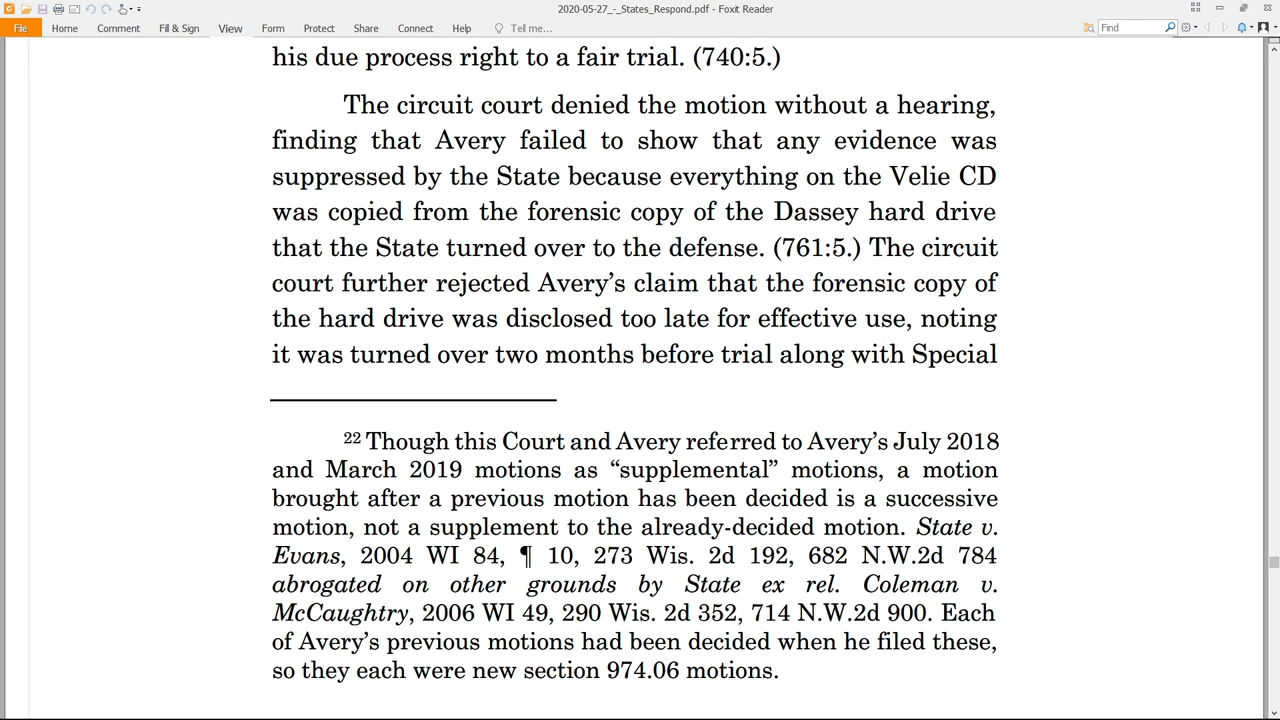 2020-05-27_-_States_Respond.pdf - Foxit Reader
File Home Comment Fill & Sign View Form Protect Share Connect Help Tell me... Find
his due process right to a fair trial. (740:5.)
The circuit court denied the motion without a hearing,
finding that Avery failed to show that any evidence was
suppressed by the State because everything on the Velie CD
was copied from the forensic copy of the Dassey hard drive
that the State turned over to the defense. (761:5.) The circuit
court further rejected Avery’s claim that the forensic copy of
the hard drive was disclosed too late for effective use, noting
it was turned over two months before trial along with Special
22 Though this Court and Avery referred to Avery’s July 2018
and March 2019 motions as “supplemental” motions, a motion
brought after a previous motion has been decided is a successive
motion, not a supplement to the already-decided motion. State v.
Evans, 2004 WI 84, ¶ 10, 273 Wis. 2d 192, 682 N.W.2d 784
abrogated on other grounds by State ex rel. Coleman v.
McCaughtry, 2006 WI 49, 290 Wis. 2d 352, 714 N.W.2d 900. Each
of Avery’s previous motions had been decided when he filed these,
so they each were new section 974.06 motions.